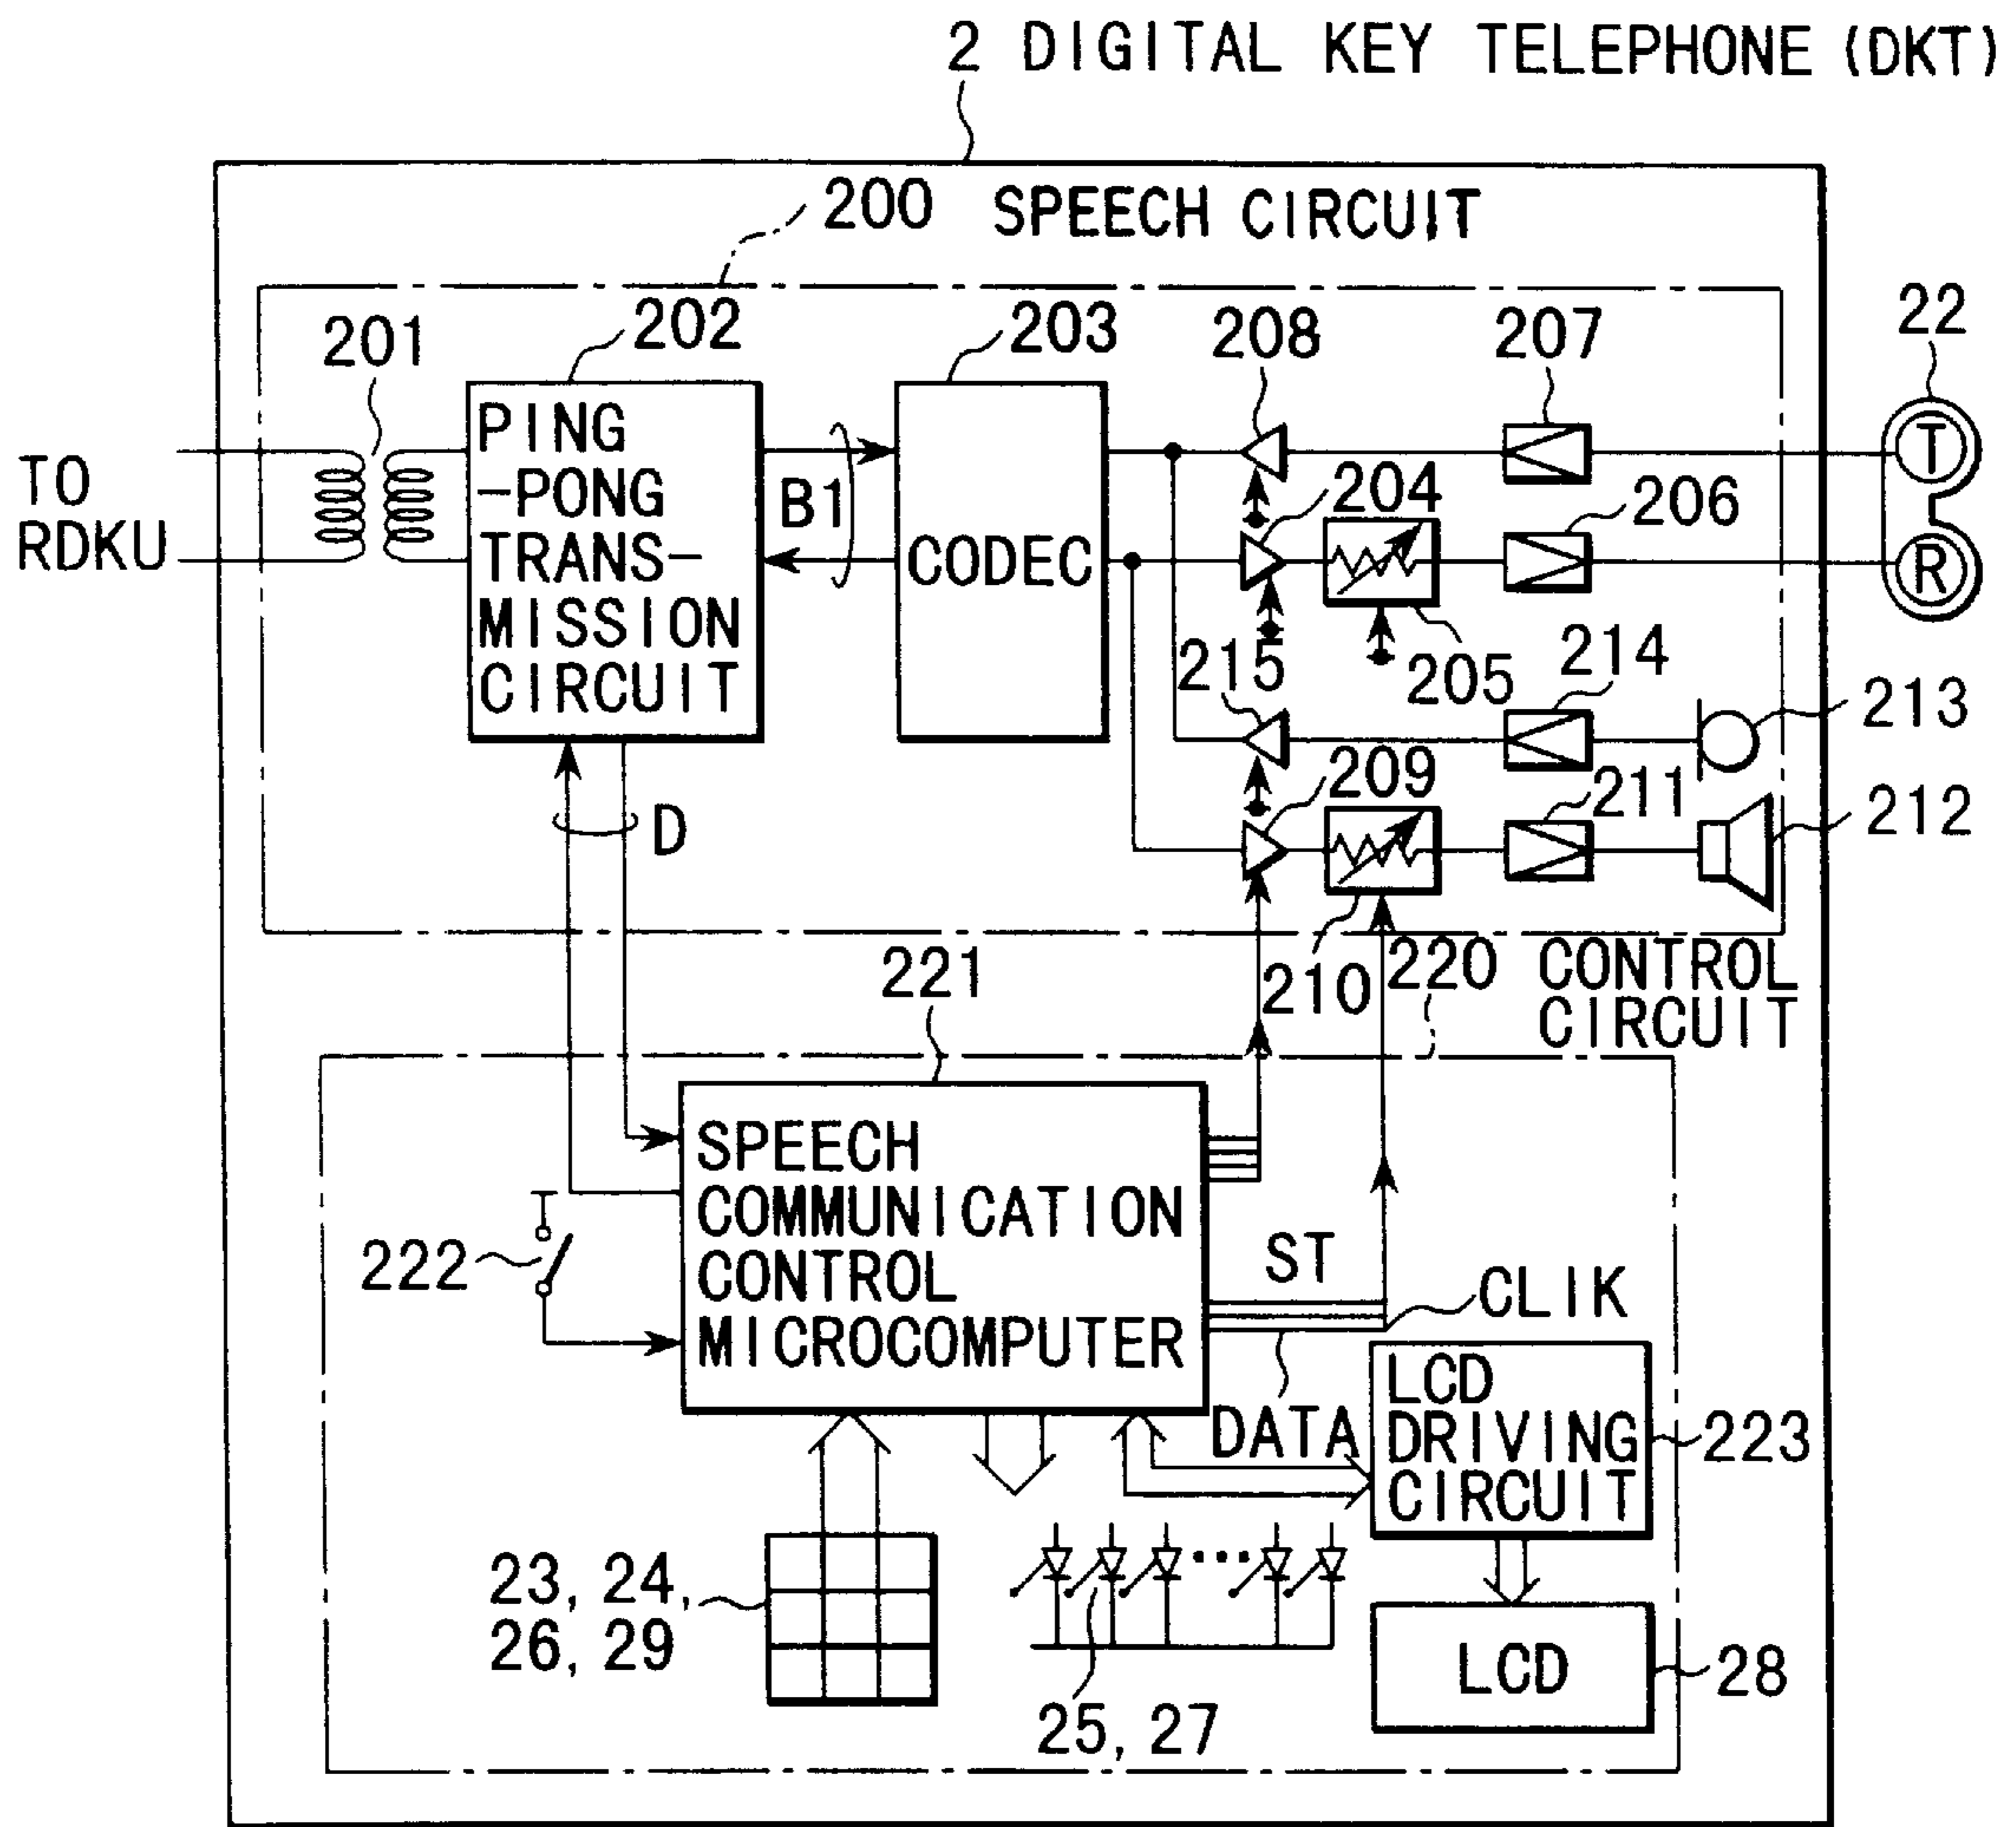 2 DIGITAL KEY TELEPHONE (DKT)
200 SPEECH CIRCUIT
201
202
203
208
207
22
PING
-PONG
TRANS-
MISSION
CIRCUIT
B1
CODEC
204
206
T
R
TO
RDKU
215
205
214
213
209
211
212
D
210
220 CONTROL
CIRCUIT
221
SPEECH
COMMUNICATION
CONTROL
MICROCOMPUTER
222
ST
CLIK
DATA
LCD
DRIVING
CIRCUIT
223
23, 24,
26, 29
25, 27
LCD
28